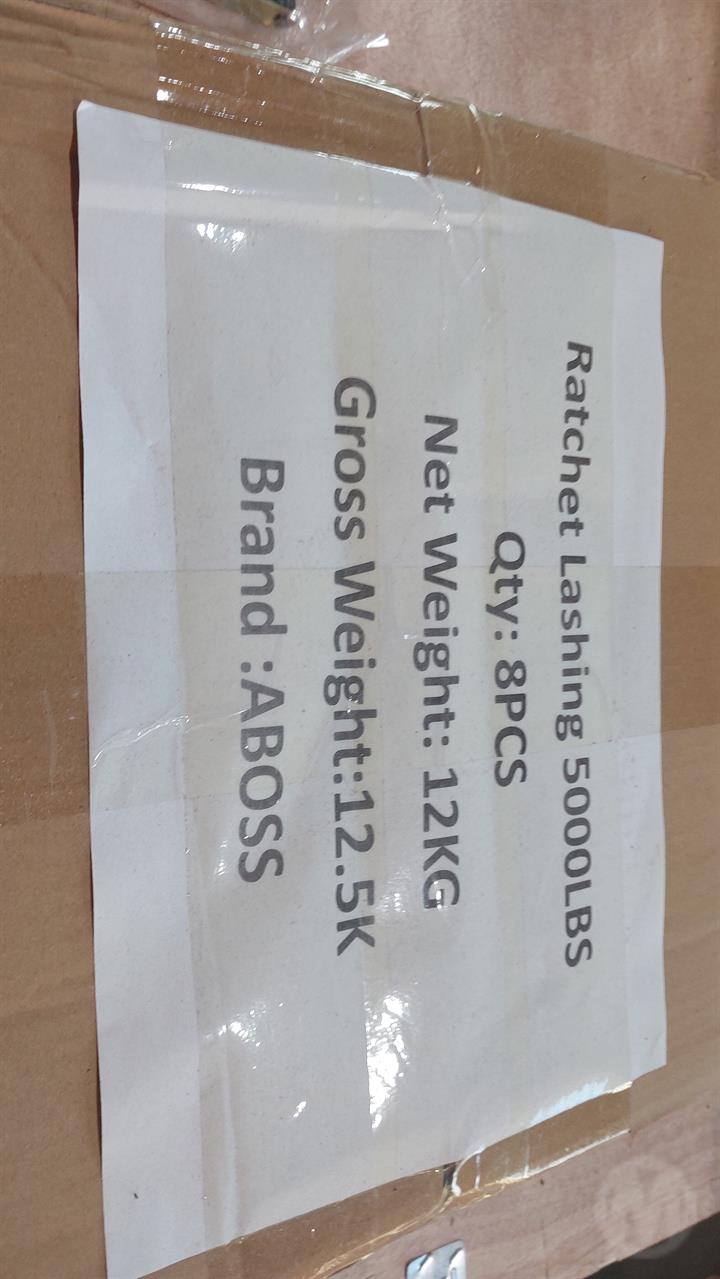 Ratchet Lashing 5000LBS
Qty: 8PCS
Net Weight: 12KG
Gross Weight:12.5K
Brand :ABOSS